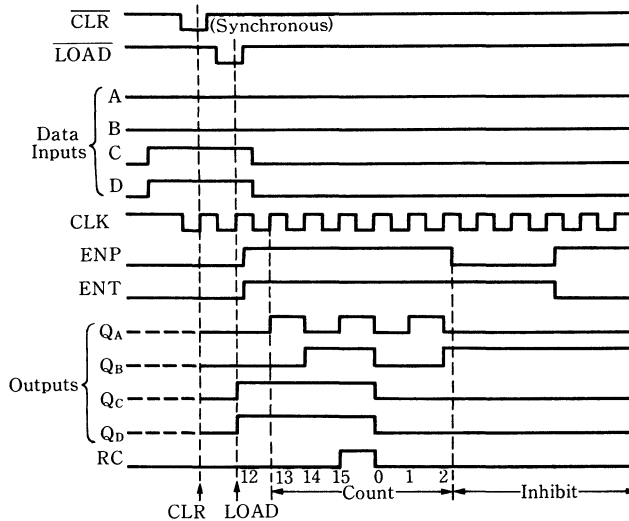 CLR (Synchronous)
LOAD
A
B
Data
Inputs
C
D
CLK
ENP
ENT
QA
QB
Outputs
QC
QD
RC
12 13 14 15 0 1 2
Count Inhibit
CLR LOAD